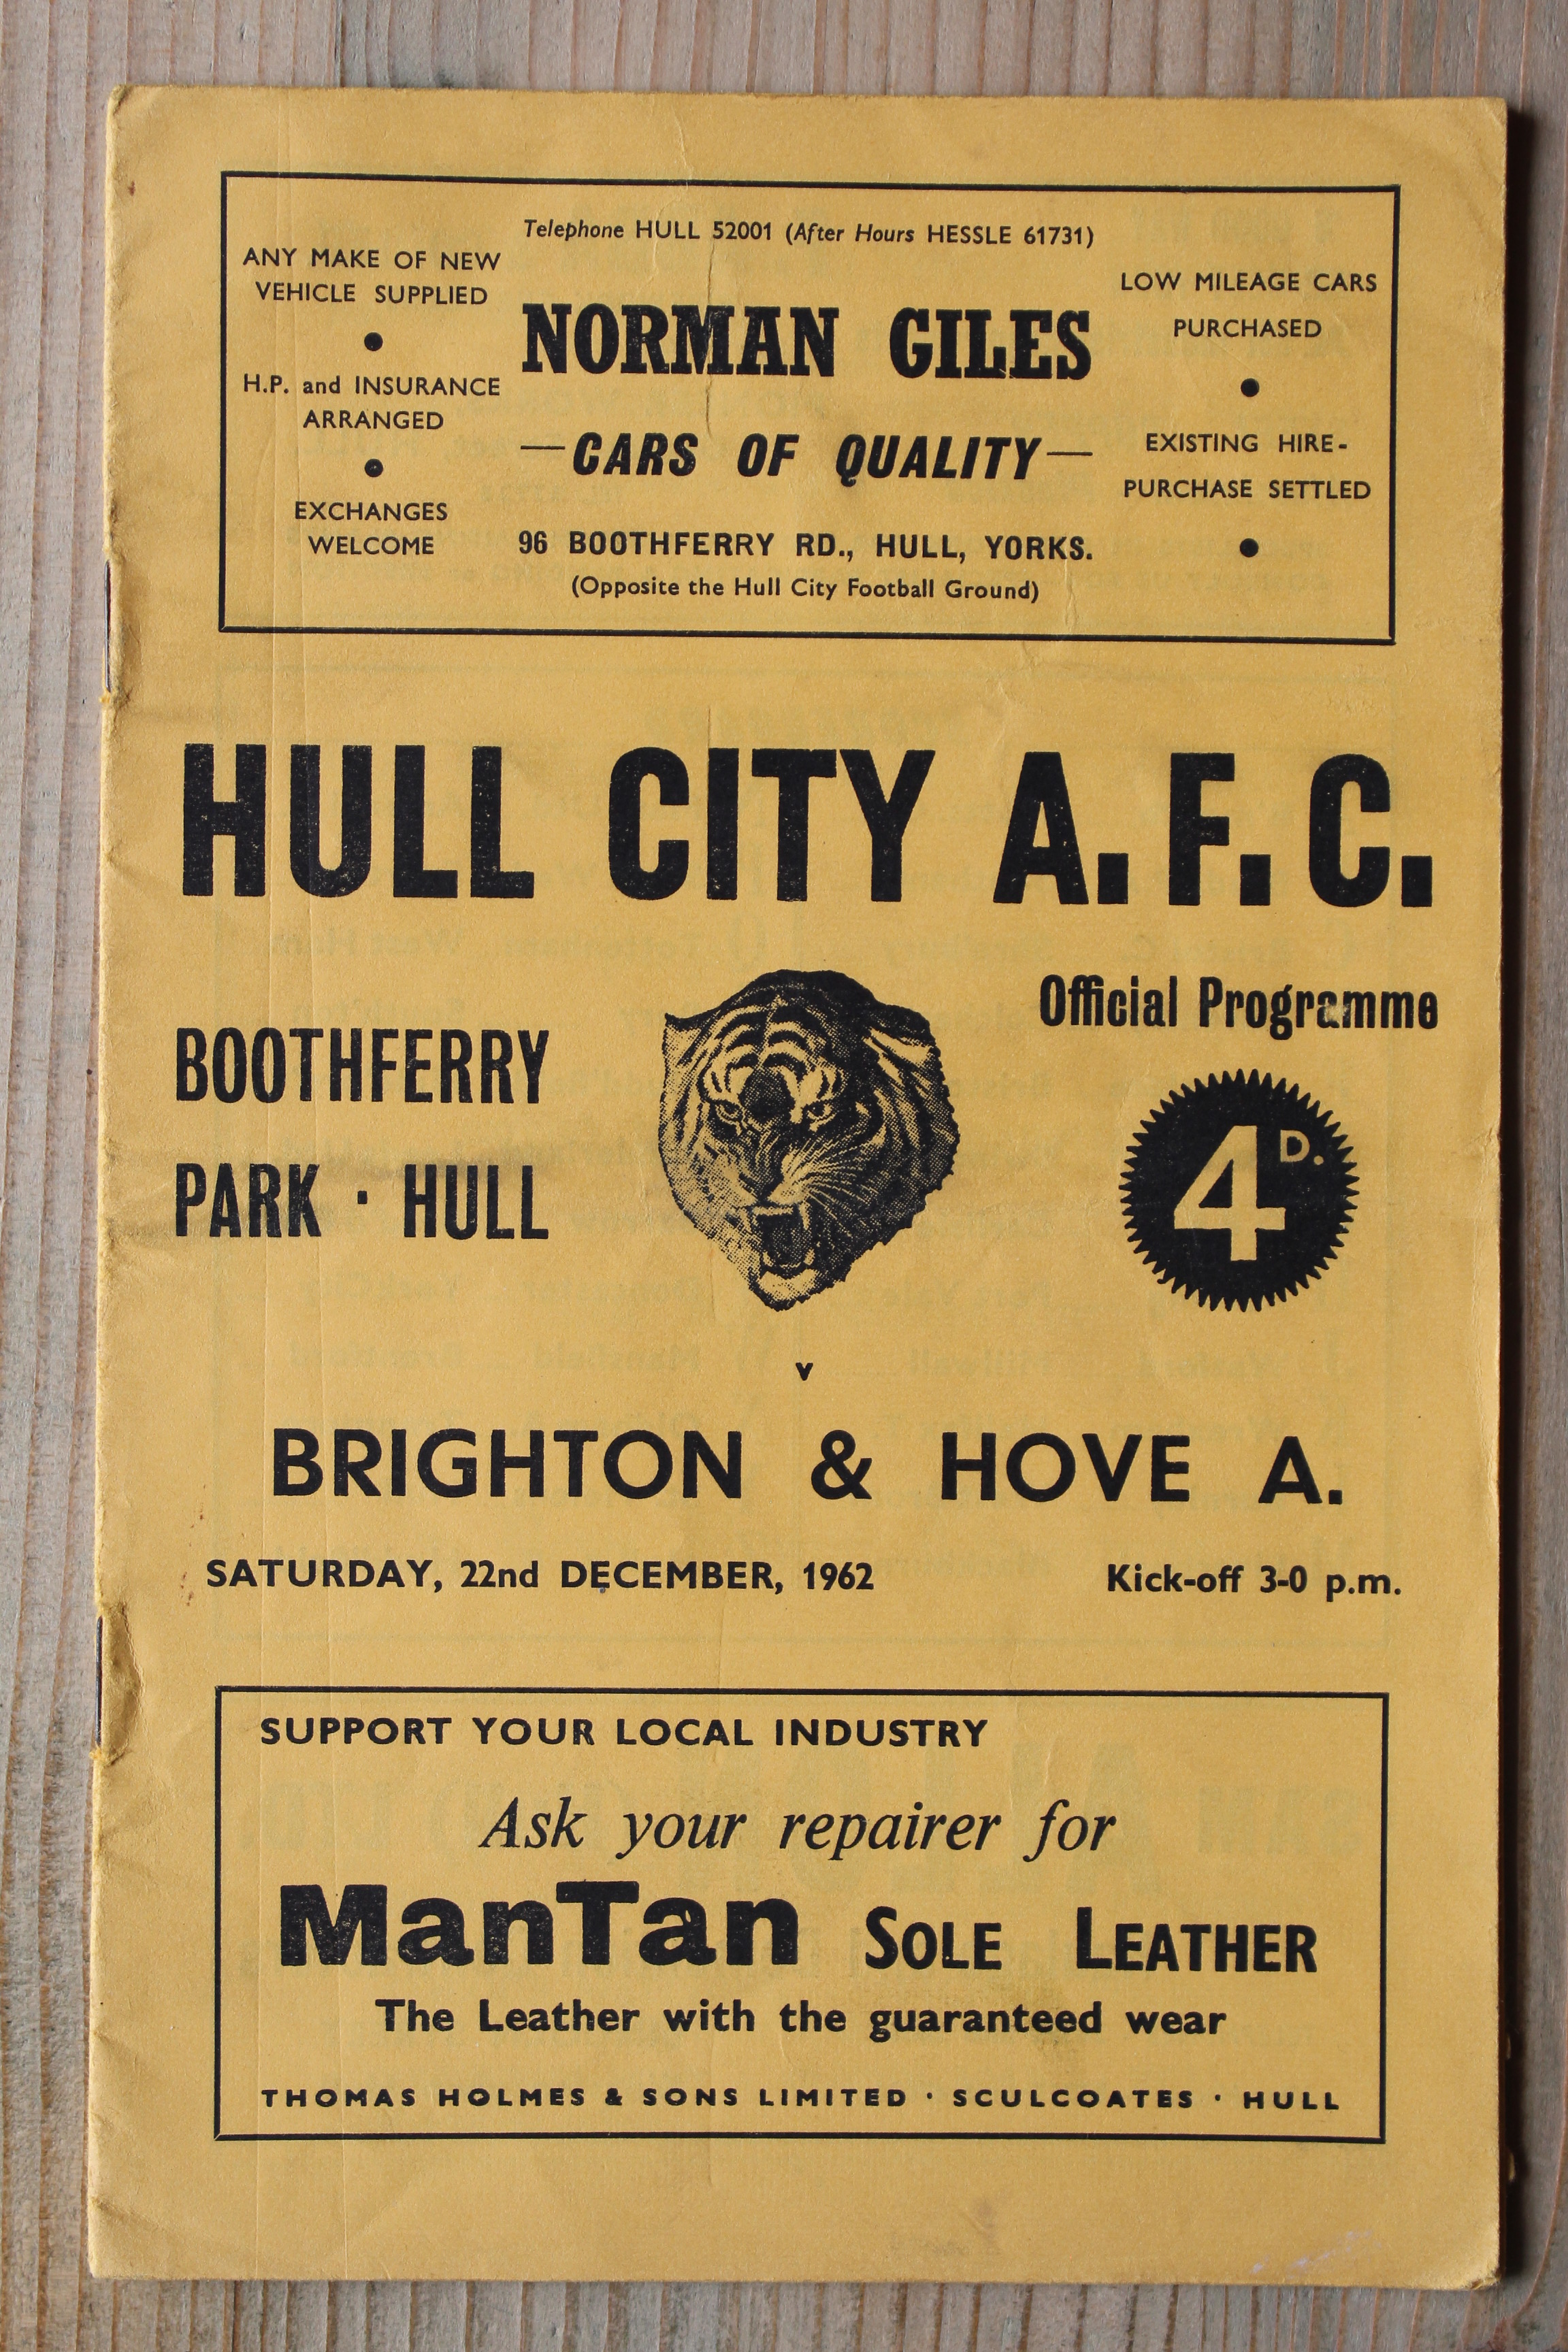 Telephone HULL 52001 (After Hours HESSLE 61731)
ANY MAKE OF NEW
VEHICLE SUPPLIED
•
H.P. and INSURANCE
ARRANGED
•
EXCHANGES
WELCOME
NORMAN GILES
—CARS OF QUALITY—
96 BOOTHFERRY RD., HULL, YORKS.
(Opposite the Hull City Football Ground)
LOW MILEAGE CARS
PURCHASED
•
EXISTING HIRE-
PURCHASE SETTLED
•
HULL CITY A.F.C.
BOOTHFERRY
PARK · HULL
Official Programme
4D.
v
BRIGHTON & HOVE A.
SATURDAY, 22nd DECEMBER, 1962 Kick-off 3-0 p.m.
SUPPORT YOUR LOCAL INDUSTRY
Ask your repairer for
ManTan SOLE LEATHER
The Leather with the guaranteed wear
THOMAS HOLMES & SONS LIMITED · SCULCOATES · HULL